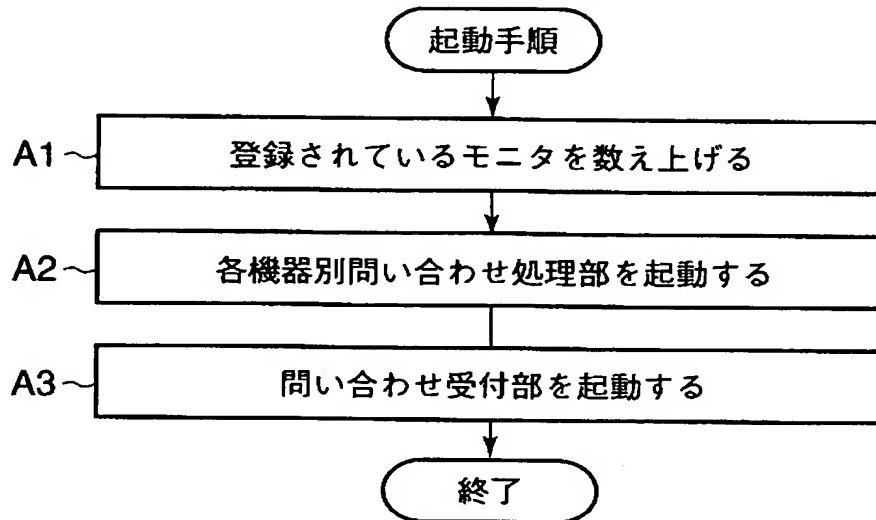 起動手順
A1 登録されているモニタを数え上げる
A2 各機器別問い合わせ処理部を起動する
A3 問い合わせ受付部を起動する
終了